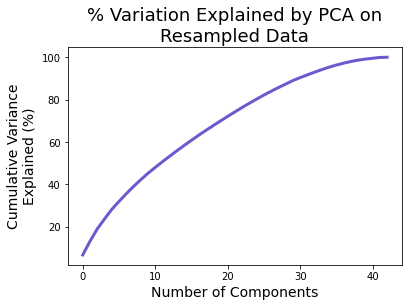 % Variation Explained by PCA on
Resampled Data
100
80
60
40
20
Cumulative Variance
Explained (%)
0 10 20 30 40
Number of Components